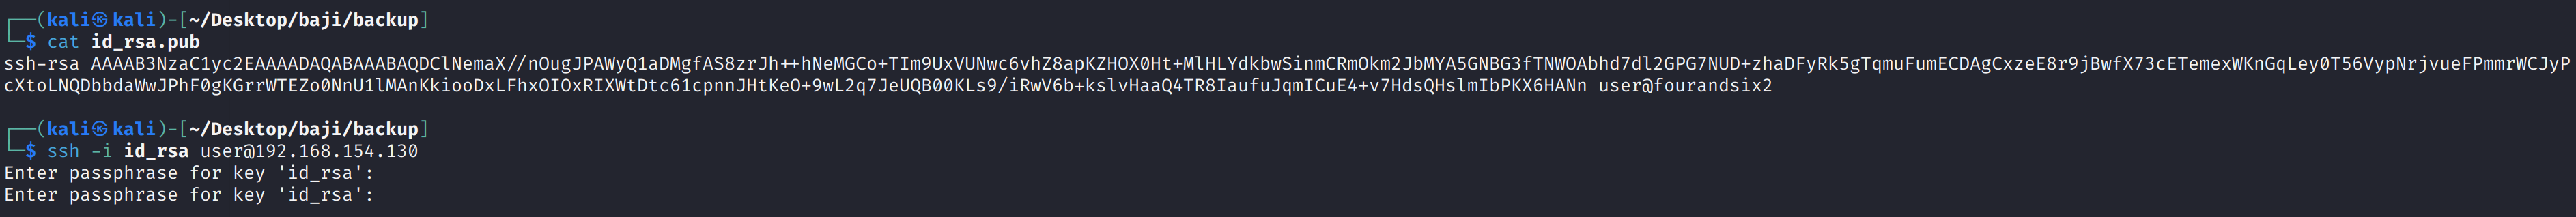 ┌──(kali㉿kali)-[~/Desktop/baji/backup]
└─$ cat id_rsa.pub
ssh-rsa AAAAB3NzaC1yc2EAAAADAQABAAABAQDClNemaX//nOugJPAWyQ1aDMgfAS8zrJh++hNeMGCo+TIm9UxVUNwc6vhZ8apKZHOX0Ht+MlHLYdkbwSinmCRmOkm2JbMYA5GNBG3fTNWOAbhd7dl2GPG7NUD+zhaDFyRk5gTqmuFumECDAgCxzeE8r9jBwfX73cETemexWKnGqLey0T56VypNrjvueFPmmrWCJyP
cXtoLNQDbbdaWwJPhF0gKGrrWTEZo0NnU1lMAnKkiooDxLFhxOIOxRIXWtDtc61cpnnJHtKeO+9wL2q7JeUQB00KLs9/iRwV6b+kslvHaaQ4TR8IaufuJqmICuE4+v7HdsQHslmIbPKX6HANn user@fourandsix2
┌──(kali㉿kali)-[~/Desktop/baji/backup]
└─$ ssh -i id_rsa user@192.168.154.130
Enter passphrase for key 'id_rsa':
Enter passphrase for key 'id_rsa':